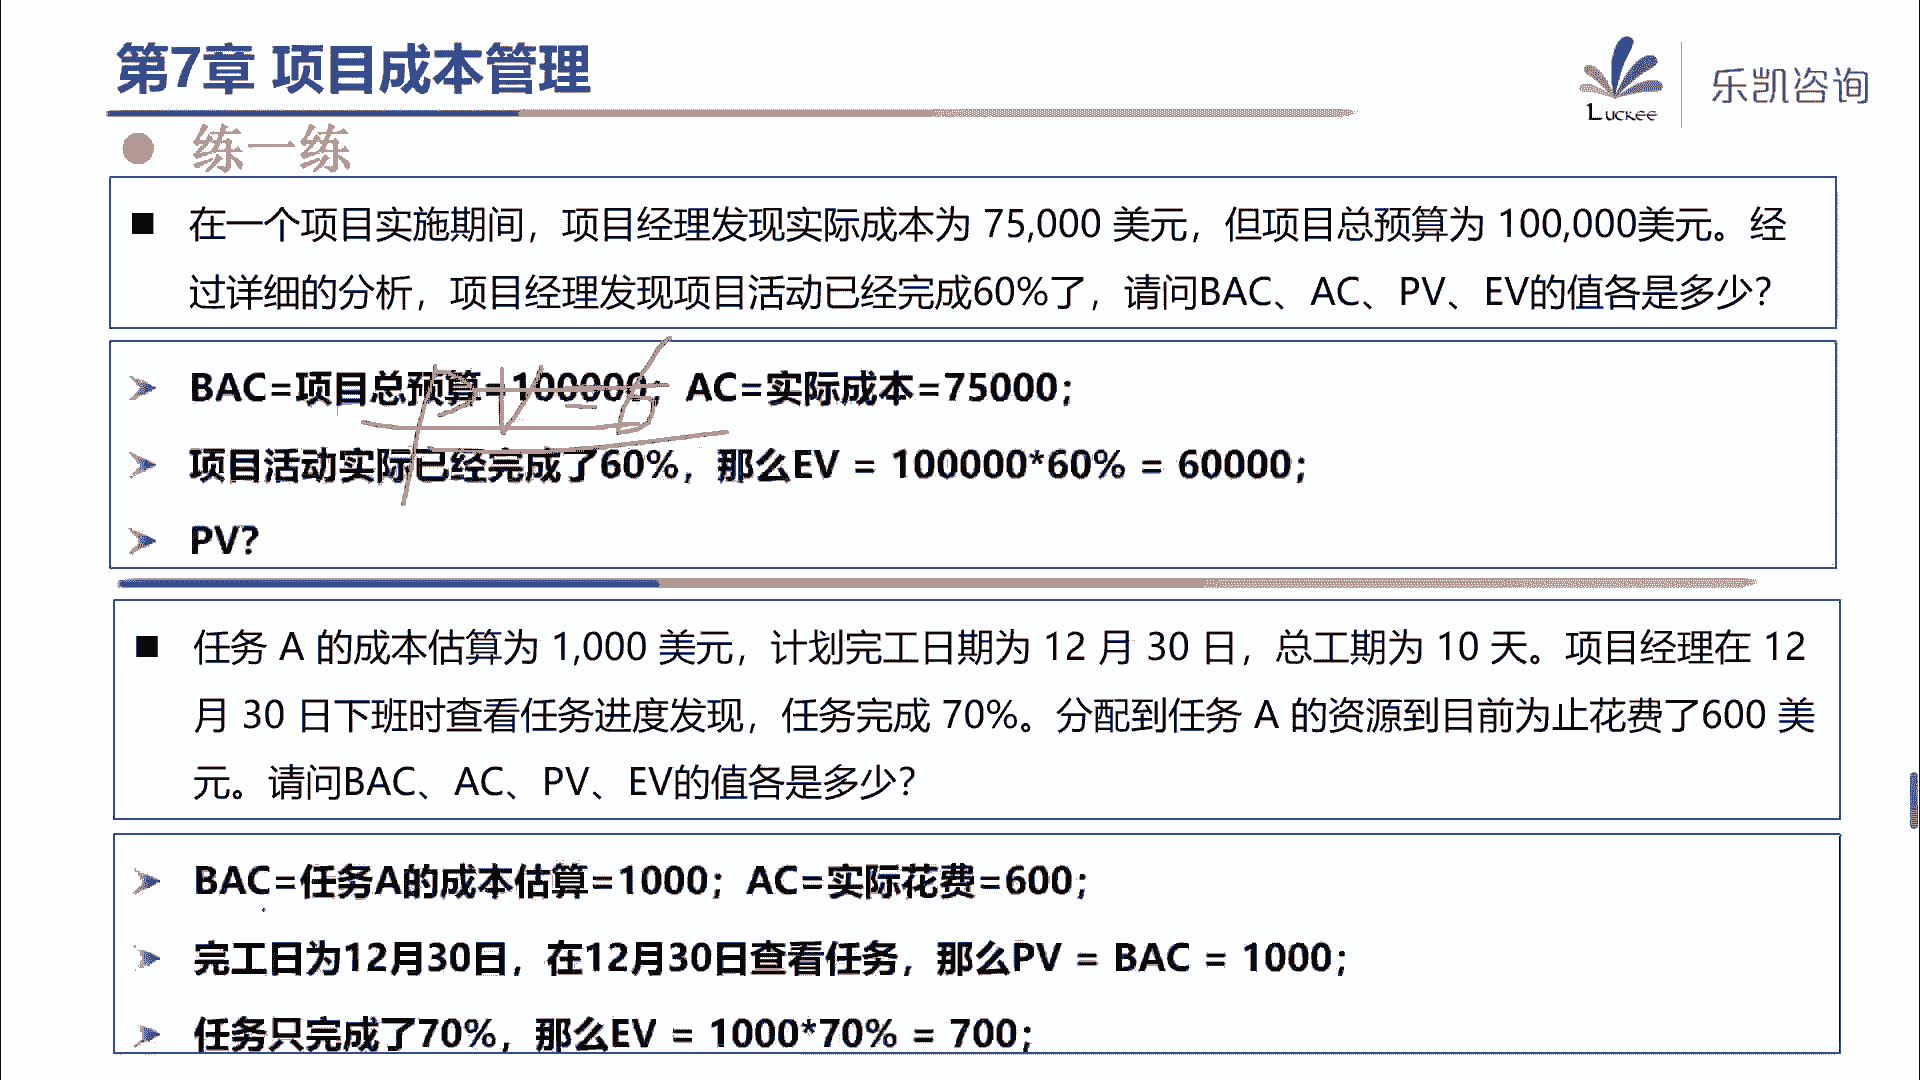 第7章 项目成本管理
LUCKEE
乐凯咨询
练一练
■ 在一个项目实施期间，项目经理发现实际成本为 75,000 美元，但项目总预算为 100,000美元。经
过详细的分析，项目经理发现项目活动已经完成60%了，请问BAC、AC、PV、EV的值各是多少？
➢ BAC=项目总预算=100000；AC=实际成本=75000；
PV=6
➢ 项目活动实际已经完成了60%，那么EV = 100000*60% = 60000；
➢ PV？
■ 任务 A 的成本估算为 1,000 美元，计划完工日期为 12 月 30 日，总工期为 10 天。项目经理在 12
月 30 日下班时查看任务进度发现，任务完成 70%。分配到任务 A 的资源到目前为止花费了600 美
元。请问BAC、AC、PV、EV的值各是多少？
➢ BAC=任务A的成本估算=1000；AC=实际花费=600；
➢ 完工日为12月30日，在12月30日查看任务，那么PV = BAC = 1000；
➢ 任务只完成了70%，那么EV = 1000*70% = 700；